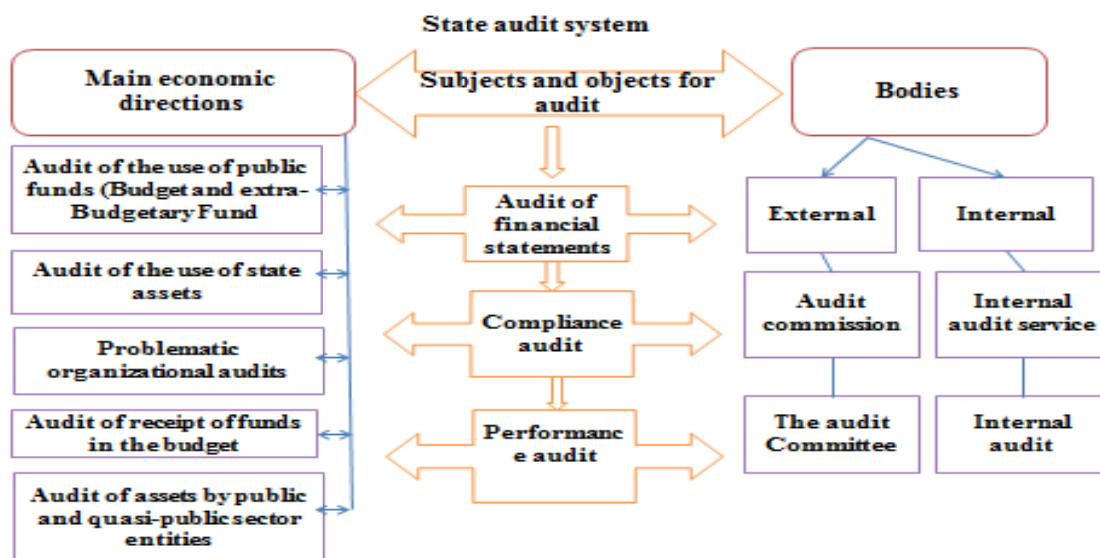 State audit system
Main economic
directions
Subjects and objects for
audit
Bodies
Audit of the use of public
funds (Budget and extra-
Budgetary Fund
Audit of the use of state
assets
Problematic
organizational audits
Audit of receipt of funds
in the budget
Audit of assets by public
and quasi-public sector
entities
Audit of
financial
statements
Compliance
audit
Performanc
e audit
External
Internal
Audit
commission
Internal
audit service
The audit
Committee
Internal
audit